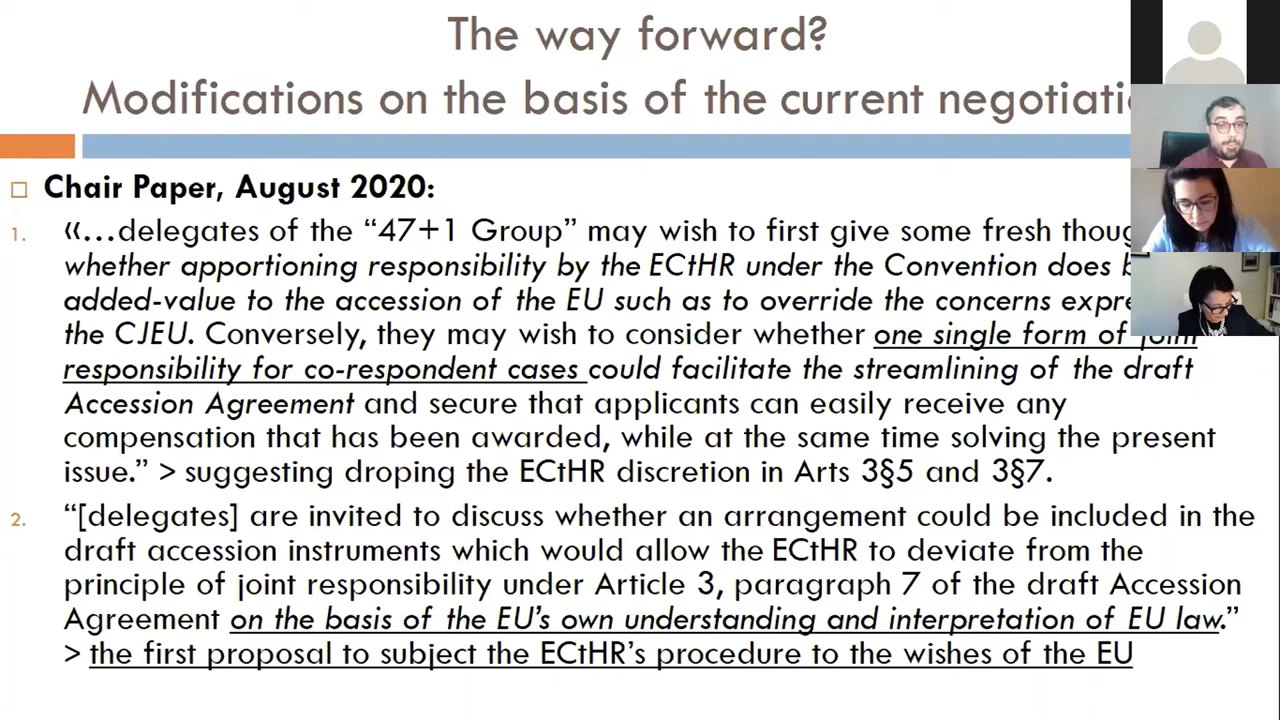 The way forward?
Modifications on the basis of the current
Chair Paper, August 2020:
1. «…delegates of the “47+1 Group” may wish to first give some fresh
whether apportioning responsibility by the ECtHR under the Convention does
added-value to the accession of the EU such as to override the concerns
the CJEU. Conversely, they may wish to consider whether one single form of joint
responsibility for co-respondent cases could facilitate the streamlining of the draft
Accession Agreement and secure that applicants can easily receive any
compensation that has been awarded, while at the same time solving the present
issue.” > suggesting droping the ECtHR discretion in Arts 3§5 and 3§7.
2. “[delegates] are invited to discuss whether an arrangement could be included in the
draft accession instruments which would allow the ECtHR to deviate from the
principle of joint responsibility under Article 3, paragraph 7 of the draft Accession
Agreement on the basis of the EU’s own understanding and interpretation of EU law.”
> the first proposal to subject the ECtHR’s procedure to the wishes of the EU